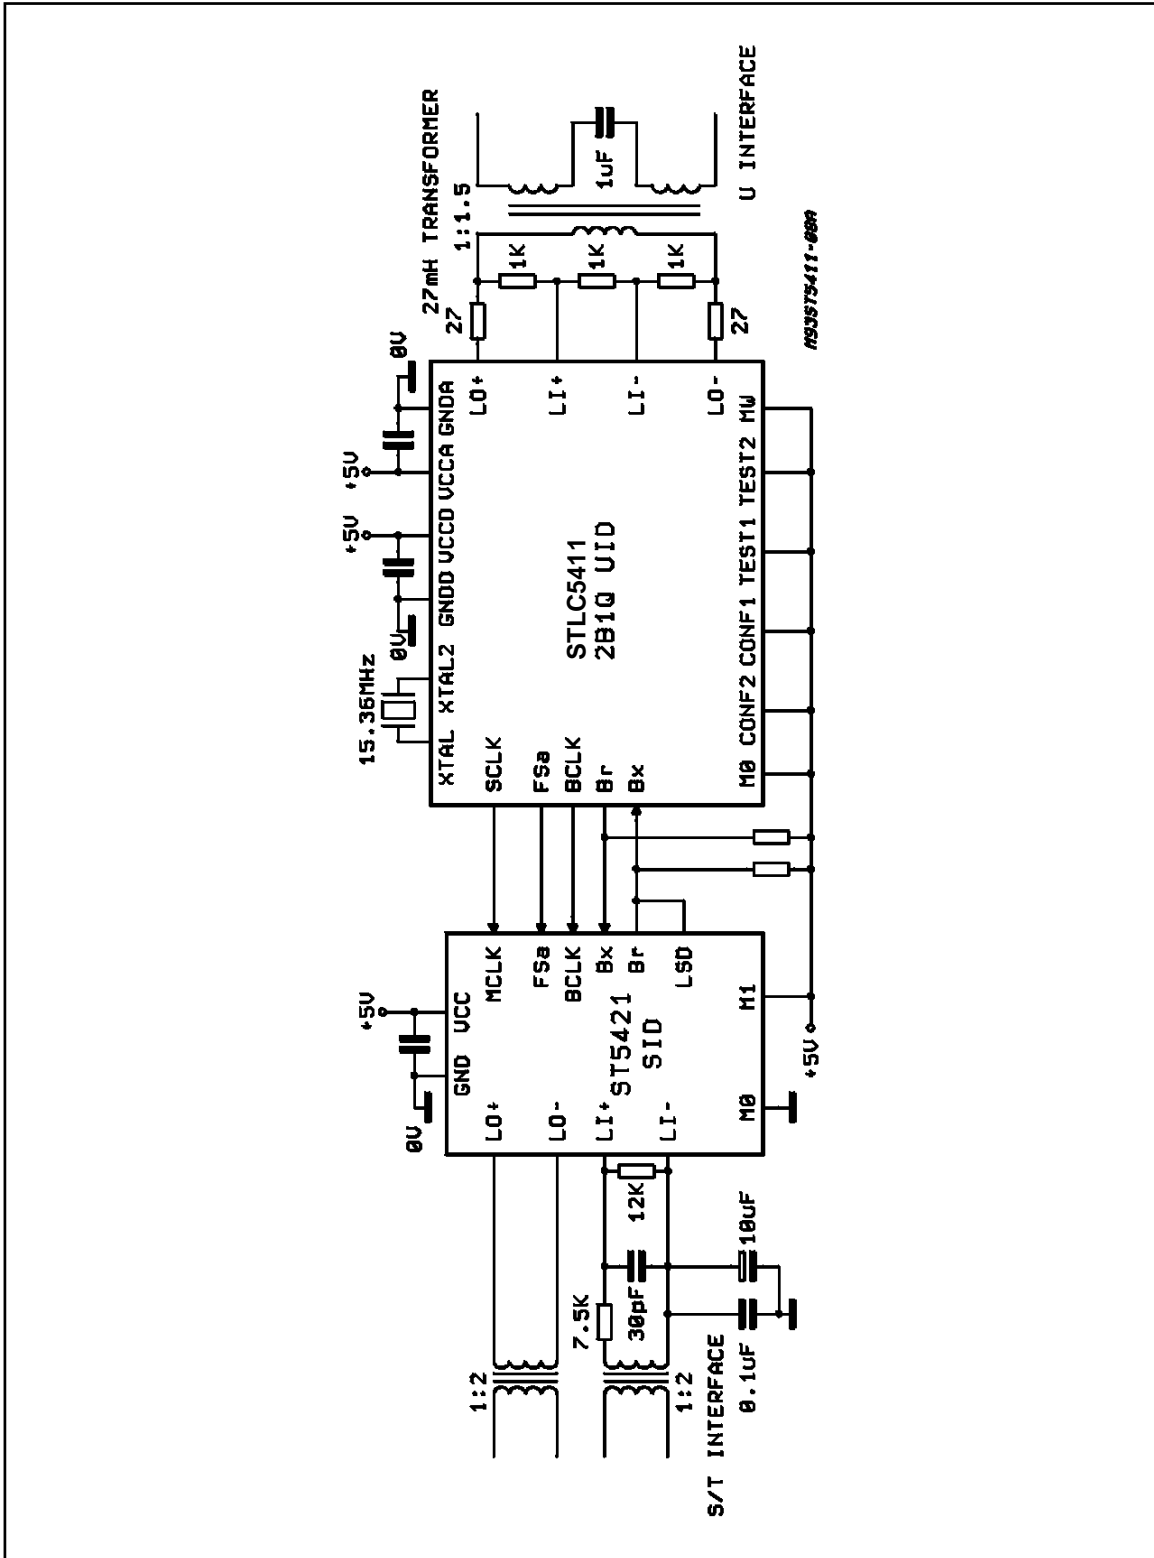 S/T INTERFACE
1:2
1:2
7.5K
30pF
12K
0.1uF
10uF
0V
+5V
GND VCC
LO+
LO-
LI+
LI-
ST5421
SID
MCLK
FSa
BCLK
Bx
Br
LSD
M0
M1
+5V
15.36MHz
0V
+5V
+5V
0V
XTAL XTAL2 GNDD VCCD VCCA GNDA
SCLK
FSa
BCLK
Br
Bx
STLC5411
2B1Q UID
LO+
LI+
LI-
LO-
M0 CONF2 CONF1 TEST1 TEST2 MW
27mH TRANSFORMER
1:1.5
27
1K
1K
1K
27
1uF
U INTERFACE
M93ST5411-08A